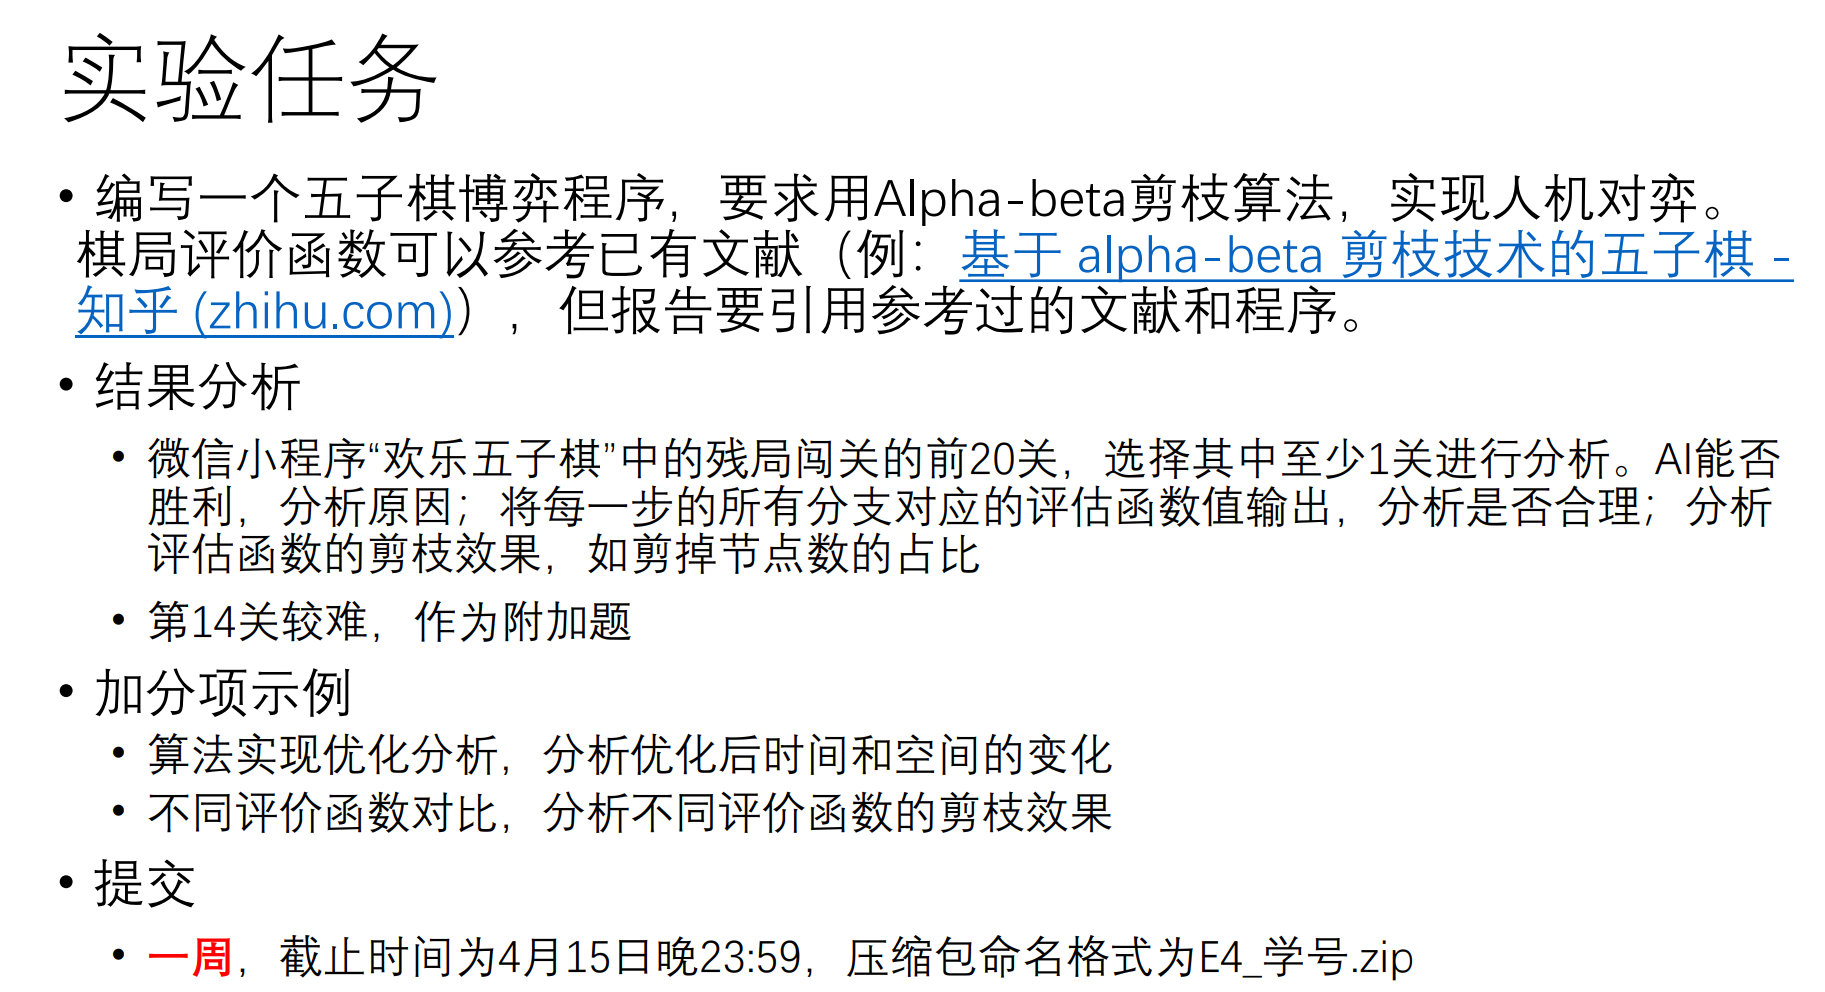 实验任务
• 编写一个五子棋博弈程序，要求用Alpha-beta剪枝算法，实现人机对弈。
棋局评价函数可以参考已有文献（例：基于 alpha-beta 剪枝技术的五子棋 -
知乎 (zhihu.com)），但报告要引用参考过的文献和程序。
• 结果分析
• 微信小程序“欢乐五子棋”中的残局闯关的前20关，选择其中至少1关进行分析。AI能否
胜利，分析原因；将每一步的所有分支对应的评估函数值输出，分析是否合理；分析
评估函数的剪枝效果，如剪掉节点数的占比
• 第14关较难，作为附加题
• 加分项示例
• 算法实现优化分析，分析优化后时间和空间的变化
• 不同评价函数对比，分析不同评价函数的剪枝效果
• 提交
• 一周，截止时间为4月15日晚23:59，压缩包命名格式为E4_学号.zip